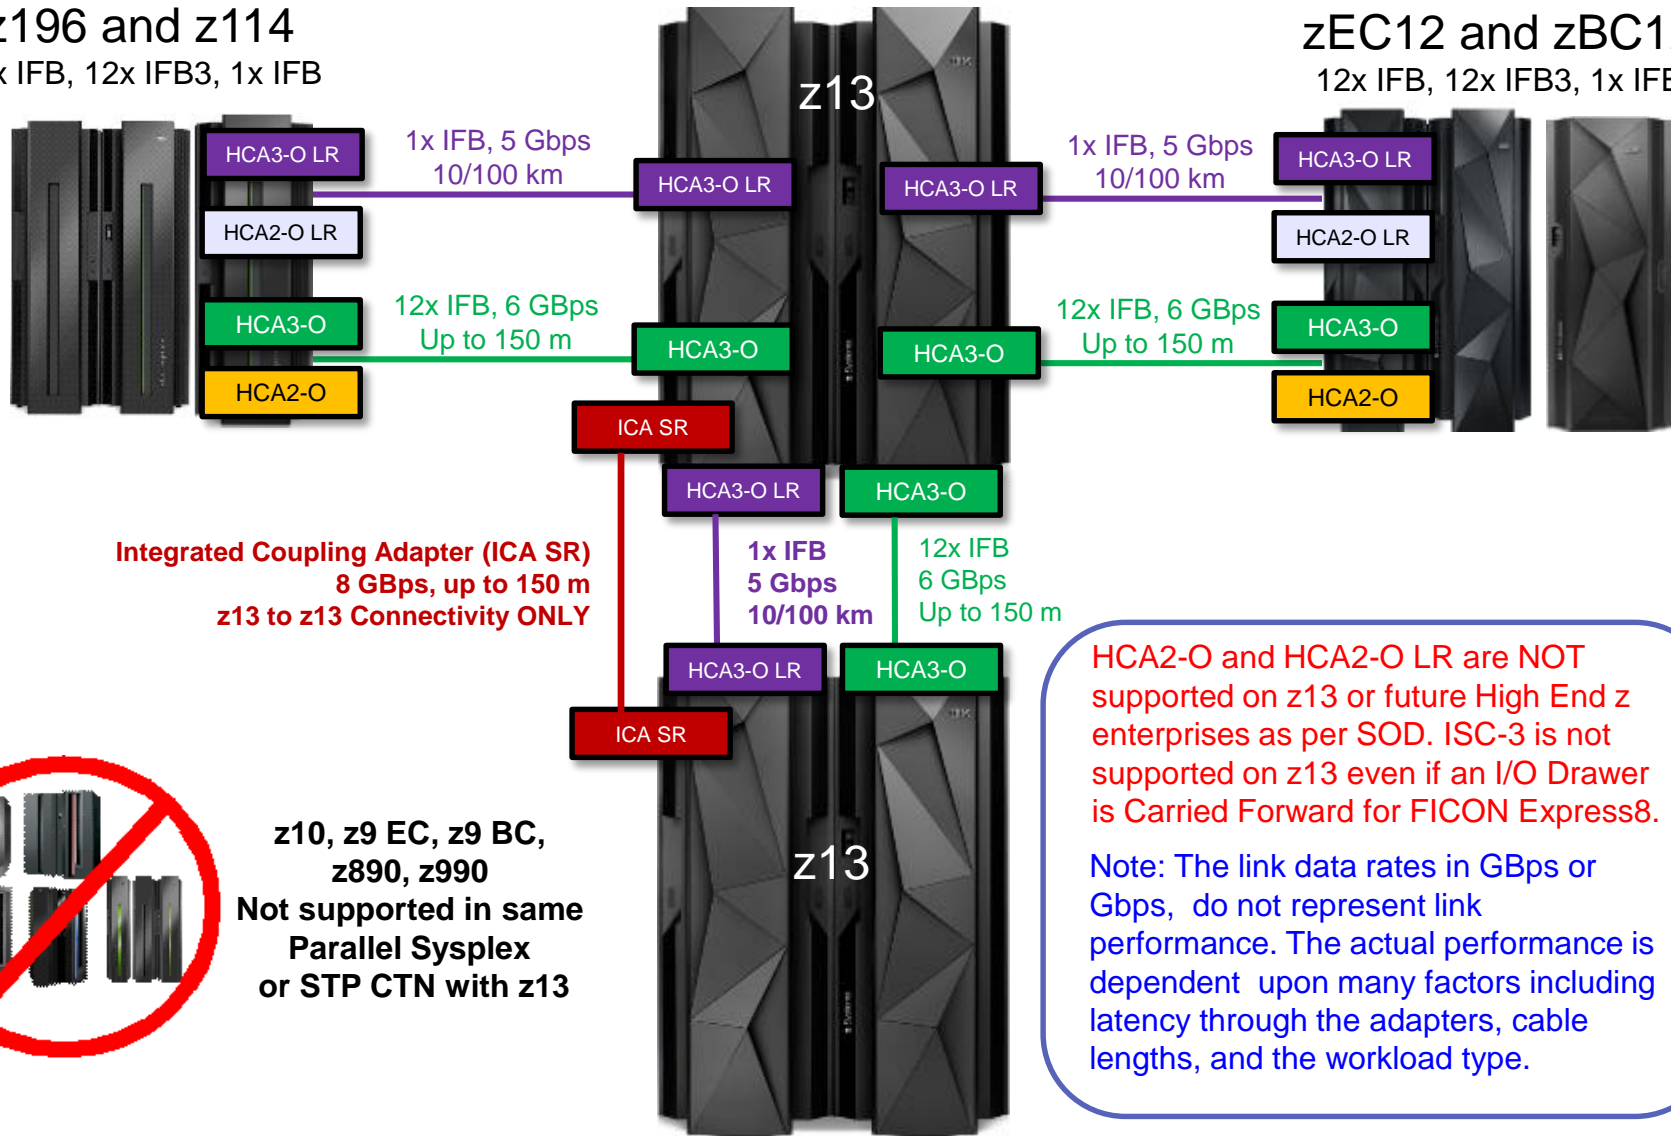 z196 and z114
x IFB, 12x IFB3, 1x IFB
z13
zEC12 and zBC1
12x IFB, 12x IFB3, 1x IFB
HCA3-O LR
HCA2-O LR
HCA3-O
HCA2-O
1x IFB, 5 Gbps
10/100 km
12x IFB, 6 GBps
Up to 150 m
HCA3-O LR
HCA3-O
HCA3-O LR
HCA3-O
1x IFB, 5 Gbps
10/100 km
12x IFB, 6 GBps
Up to 150 m
HCA3-O LR
HCA2-O LR
HCA3-O
HCA2-O
ICA SR
HCA3-O LR
HCA3-O
Integrated Coupling Adapter (ICA SR)
8 GBps, up to 150 m
z13 to z13 Connectivity ONLY
1x IFB
5 Gbps
10/100 km
12x IFB
6 GBps
Up to 150 m
HCA3-O LR
HCA3-O
ICA SR
z13
z10, z9 EC, z9 BC,
z890, z990
Not supported in same
Parallel Sysplex
or STP CTN with z13
HCA2-O and HCA2-O LR are NOT
supported on z13 or future High End z
enterprises as per SOD. ISC-3 is not
supported on z13 even if an I/O Drawer
is Carried Forward for FICON Express8.
Note: The link data rates in GBps or
Gbps,  do not represent link
performance. The actual performance is
dependent  upon many factors including
latency through the adapters, cable
lengths, and the workload type.